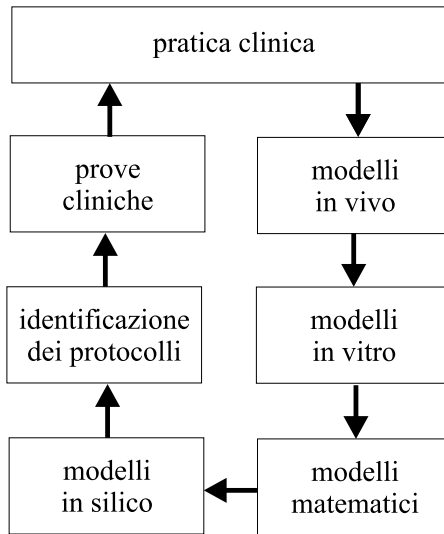 pratica clinica
prove
cliniche
modelli
in vivo
identificazione
dei protocolli
modelli
in vitro
modelli
in silico
modelli
matematici